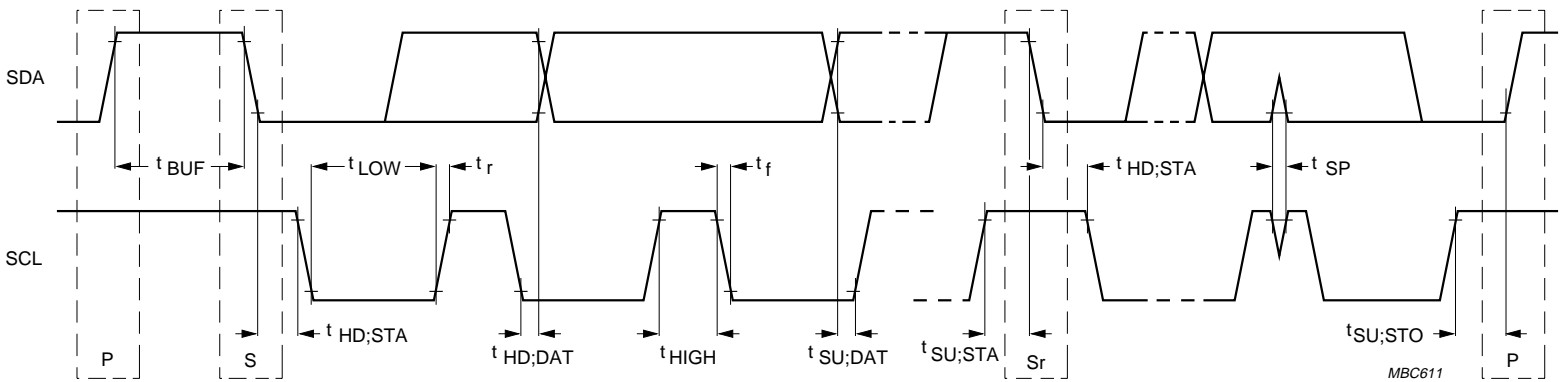 SDA
t BUF
t LOW
t r
t f
t HD;STA
t SP
SCL
t HD;STA
t HD;DAT
t HIGH
t SU;DAT
t SU;STA
t SU;STO
P
S
Sr
P
MBC611